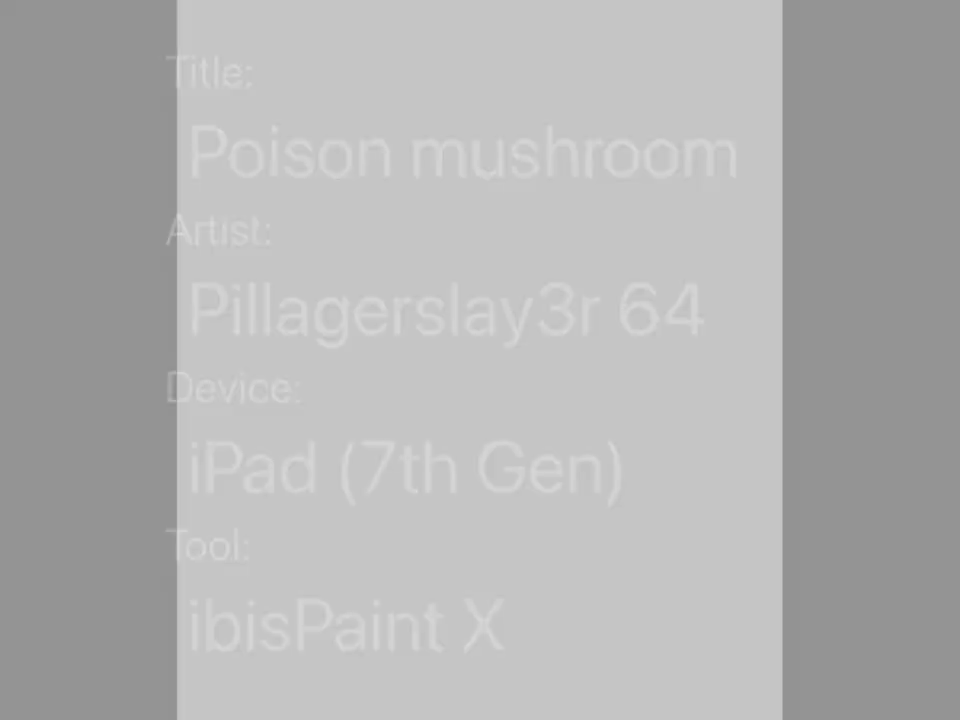 Title:
Poison mushroom
Artist:
Pillagerslay3r 64
Device:
iPad (7th Gen)
Tool:
ibisPaint X